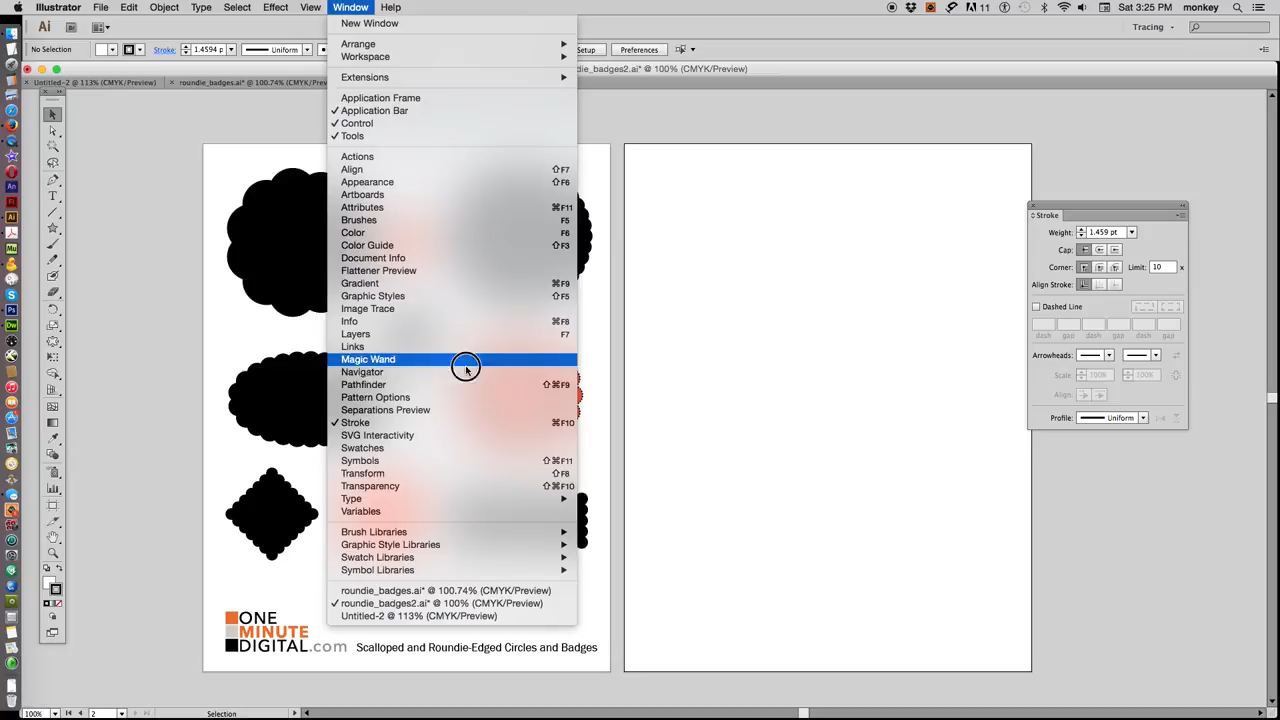 Illustrator File Edit Object Type Select Effect View Window Help
11 Sat 3:25 PM monkey
Ai Br
Tracing
No Selection Stroke: 1.4594 p Uniform Setup Preferences
Untitled-2 @ 113% (CMYK/Preview) roundie_badges.ai* @ 100.74% (CMYK/Prev
die_badges2.ai* @ 100% (CMYK/Preview)
New Window
Arrange
Workspace
Extensions
Application Frame
✓ Application Bar
✓ Control
✓ Tools
Actions
Align ⇧F7
Appearance ⇧F6
Artboards
Attributes ⌘F11
Brushes F5
Color F6
Color Guide ⇧F3
Document Info
Flattener Preview
Gradient ⌘F9
Graphic Styles ⇧F5
Image Trace
Info ⌘F8
Layers F7
Links
Magic Wand
Navigator
Pathfinder ⇧⌘F9
Pattern Options
Separations Preview
✓ Stroke ⌘F10
SVG Interactivity
Swatches
Symbols ⇧⌘F11
Transform ⇧F8
Transparency ⇧⌘F10
Type
Variables
Brush Libraries
Graphic Style Libraries
Swatch Libraries
Symbol Libraries
roundie_badges.ai* @ 100.74% (CMYK/Preview)
✓ roundie_badges2.ai* @ 100% (CMYK/Preview)
Untitled-2 @ 113% (CMYK/Preview)
Stroke
Weight: 1.459 pt
Cap:
Corner: Limit: 10 x
Align Stroke:
Dashed Line
dash gap dash gap dash gap
Arrowheads:
Scale: 100% 100%
Align:
Profile: Uniform
ONE
MINUTE
DIGITAL.com Scalloped and Roundie-Edged Circles and Badges
100% 2 Selection